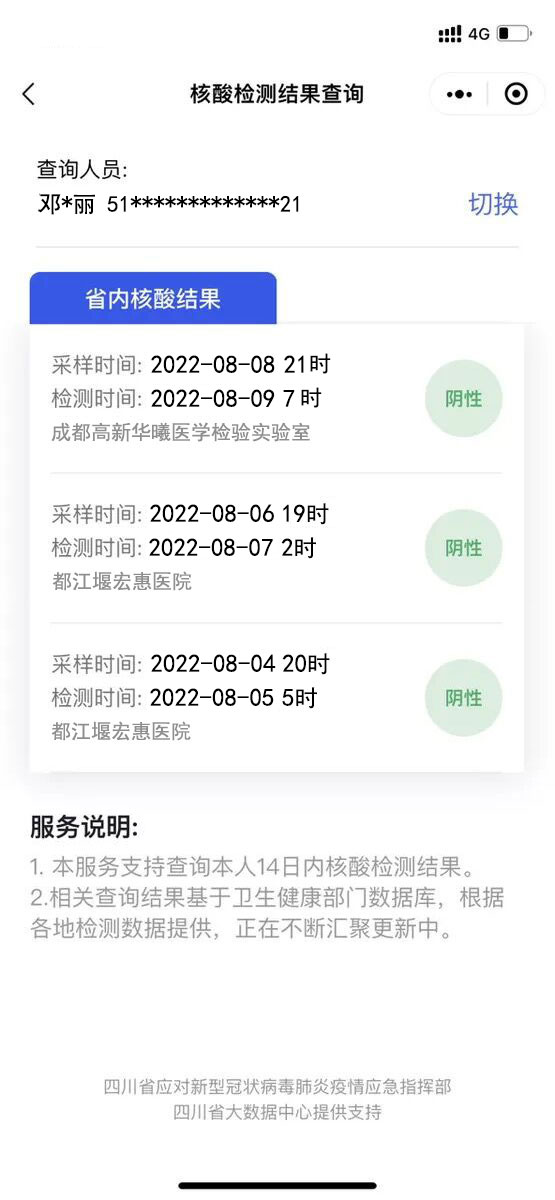 4G
核酸检测结果查询
查询人员:
邓*丽 51*************21
切换
省内核酸结果
采样时间: 2022-08-08 21时
检测时间: 2022-08-09 7时
阴性
成都高新华曦医学检验实验室
采样时间: 2022-08-06 19时
检测时间: 2022-08-07 2时
阴性
都江堰宏惠医院
采样时间: 2022-08-04 20时
检测时间: 2022-08-05 5时
阴性
都江堰宏惠医院
服务说明:
1. 本服务支持查询本人14日内核酸检测结果。
2.相关查询结果基于卫生健康部门数据库，根据
各地检测数据提供，正在不断汇聚更新中。
四川省应对新型冠状病毒肺炎疫情应急指挥部
四川省大数据中心提供支持